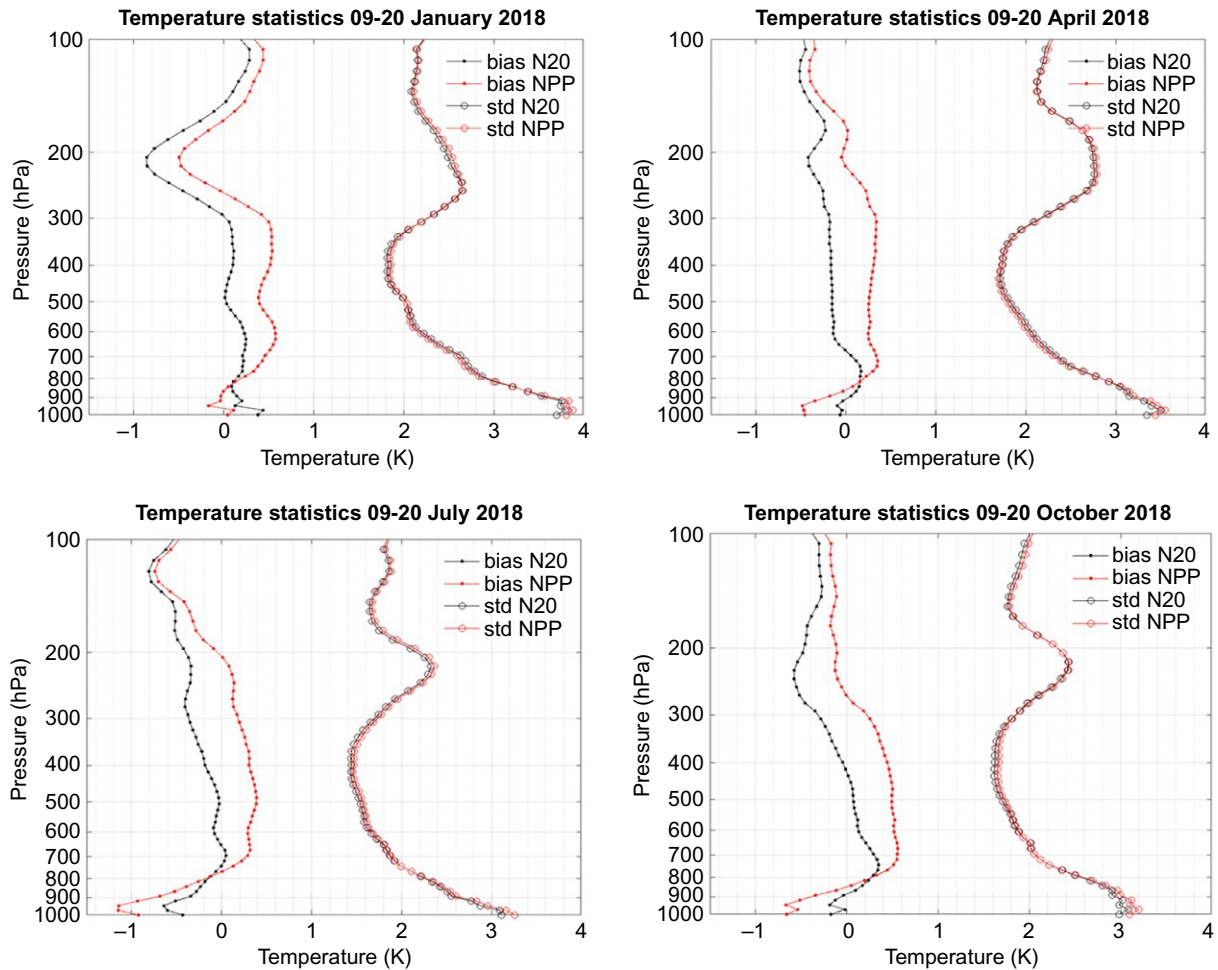 Temperature statistics 09-20 January 2018
100
200
300
400
500
600
700
800
900
1000
Pressure (hPa)
bias N20
bias NPP
std N20
std NPP
–1 0 1 2 3 4
Temperature (K)
Temperature statistics 09-20 April 2018
100
200
300
400
500
600
700
800
900
1000
Pressure (hPa)
bias N20
bias NPP
std N20
std NPP
–1 0 1 2 3 4
Temperature (K)
Temperature statistics 09-20 July 2018
100
200
300
400
500
600
700
800
900
1000
Pressure (hPa)
bias N20
bias NPP
std N20
std NPP
–1 0 1 2 3 4
Temperature (K)
Temperature statistics 09-20 October 2018
100
200
300
400
500
600
700
800
900
1000
Pressure (hPa)
bias N20
bias NPP
std N20
std NPP
–1 0 1 2 3 4
Temperature (K)